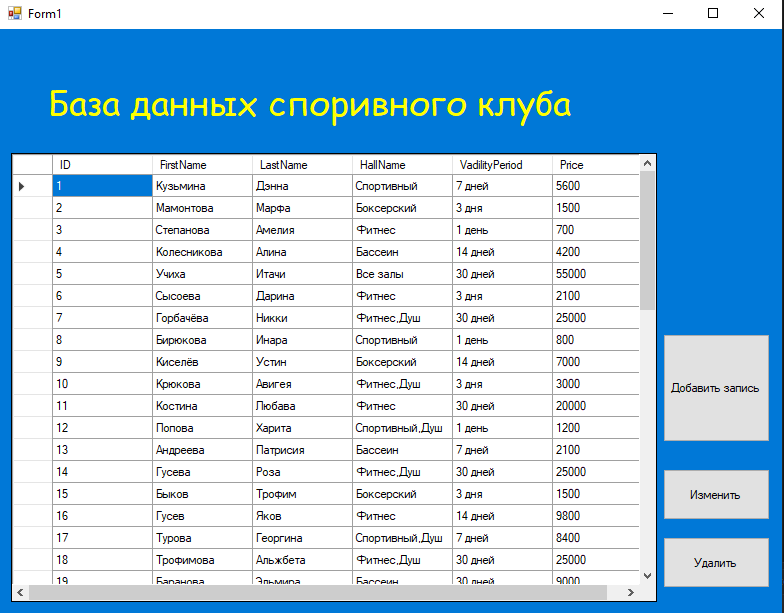 Form1
База данных споривного клуба
ID FirstName LastName HallName VadilityPeriod Price
1 Кузьмина Дэнна Спортивный 7 дней 5600
2 Мамонтова Марфа Боксерский 3 дня 1500
3 Степанова Амелия Фитнес 1 день 700
4 Колесникова Алина Бассеин 14 дней 4200
5 Учиха Итачи Все залы 30 дней 55000
6 Сысоева Дарина Фитнес 3 дня 2100
7 Горбачёва Никки Фитнес,Душ 30 дней 25000
8 Бирюкова Инара Спортивный 1 день 800
9 Киселёв Устин Боксерский 14 дней 7000
10 Крюкова Авигея Фитнес,Душ 3 дня 3000
11 Костина Любава Фитнес 30 дней 20000
12 Попова Харита Спортивный,Душ 1 день 1200
13 Андреева Патрисия Бассеин 7 дней 2100
14 Гусева Роза Фитнес,Душ 30 дней 25000
15 Быков Трофим Боксерский 3 дня 1500
16 Гусев Яков Фитнес 14 дней 9800
17 Турова Георгина Спортивный,Душ 7 дней 8400
18 Трофимова Альжбета Фитнес,Душ 30 дней 25000
19 Баранова Эльмира Бассеин 30 дней 9000
Добавить запись
Изменить
Удалить